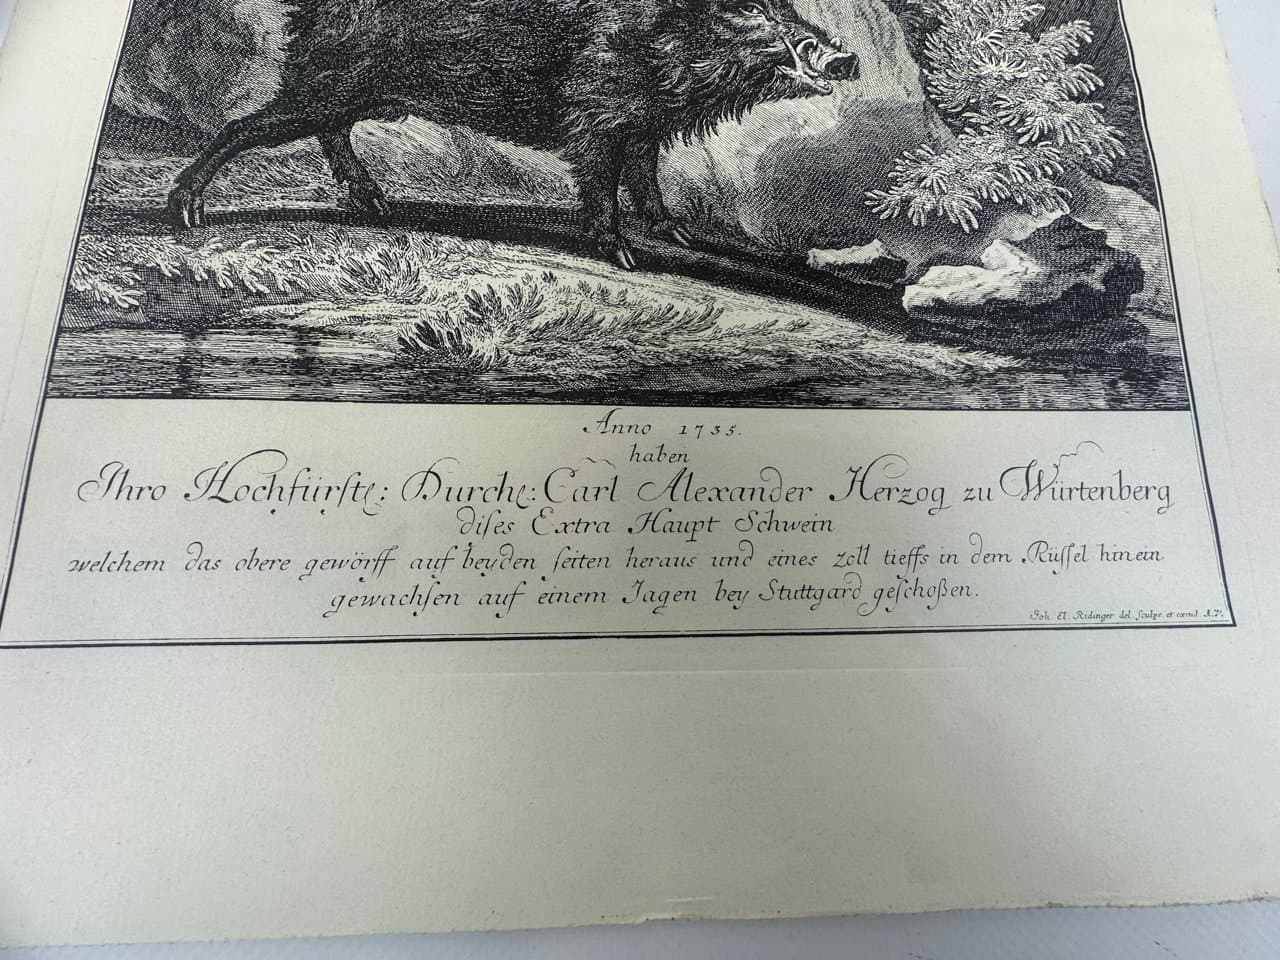 Anno 1735.
haben
Ihro Hochfürstl: Durchl: Carl Alexander Herzog zu Würtenberg
diſes Extra Haupt Schwein
welchem das obere gewörff auf beyden ſeiten heraus und eines zoll tieffs in dem Rüſſel hinein
gewachſen auf einem Jagen bey Stuttgard geſchoßen.
Joh. El. Ridinger del. ſculps. et excud. A.V.